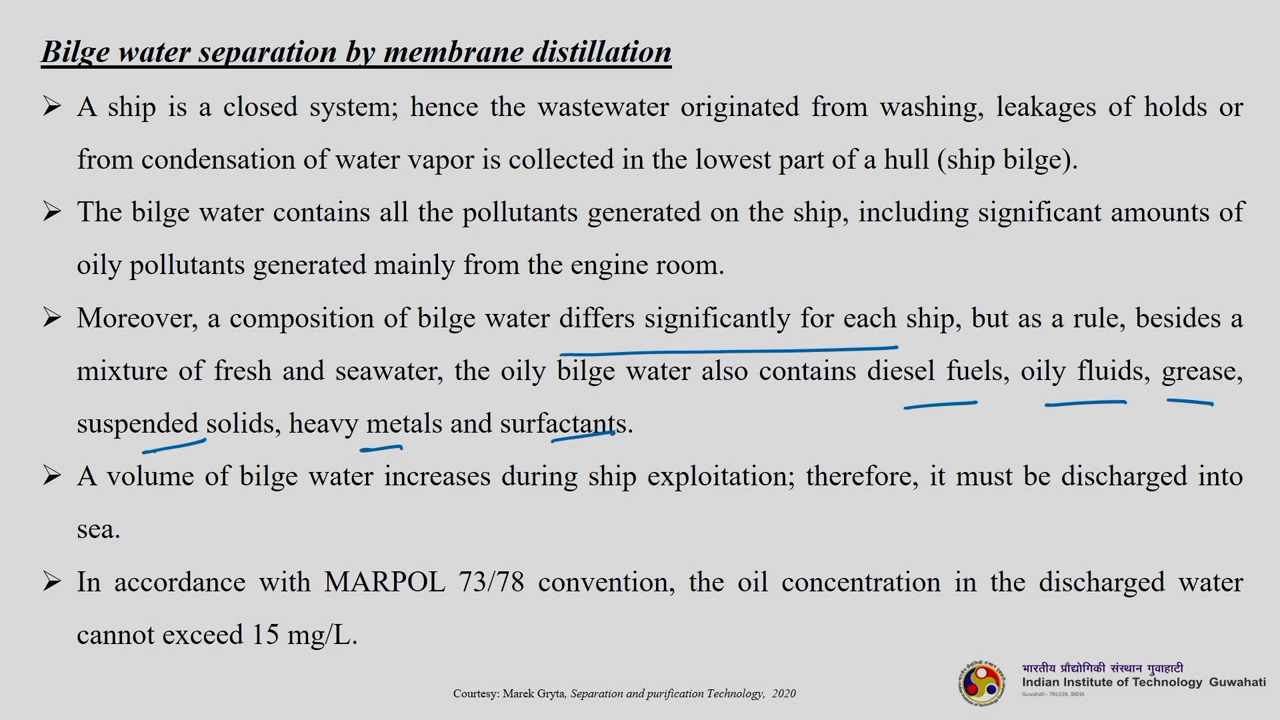 Bilge water separation by membrane distillation
➢ A ship is a closed system; hence the wastewater originated from washing, leakages of holds or
from condensation of water vapor is collected in the lowest part of a hull (ship bilge).
➢ The bilge water contains all the pollutants generated on the ship, including significant amounts of
oily pollutants generated mainly from the engine room.
➢ Moreover, a composition of bilge water differs significantly for each ship, but as a rule, besides a
mixture of fresh and seawater, the oily bilge water also contains diesel fuels, oily fluids, grease,
suspended solids, heavy metals and surfactants.
➢ A volume of bilge water increases during ship exploitation; therefore, it must be discharged into
sea.
➢ In accordance with MARPOL 73/78 convention, the oil concentration in the discharged water
cannot exceed 15 mg/L.
भारतीय प्रौद्योगिकी संस्थान गुवाहाटी
Indian Institute of Technology Guwahati
Guwahati - 781039, INDIA
Courtesy: Marek Gryta, Separation and purification Technology, 2020